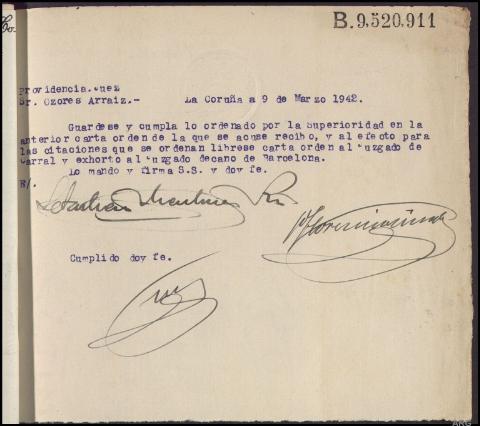 B.9,520,911
Providencia.Juez
Sr. Ozores Arraiz.-     La Coruña a 9 de Marzo 1942.
Guardese y cumpla lo ordenado por la Superioridad en la
anterior carta orden de la que se acuse recibo, y al efecto para
las citaciones que se ordenan librese carta orden al Juzgado de
Carral y exhorto al Juzgado decano de Barcelona.
Lo mando y firma S.S. y doy fe.
E/.
Cumplido doy fe.
ARG